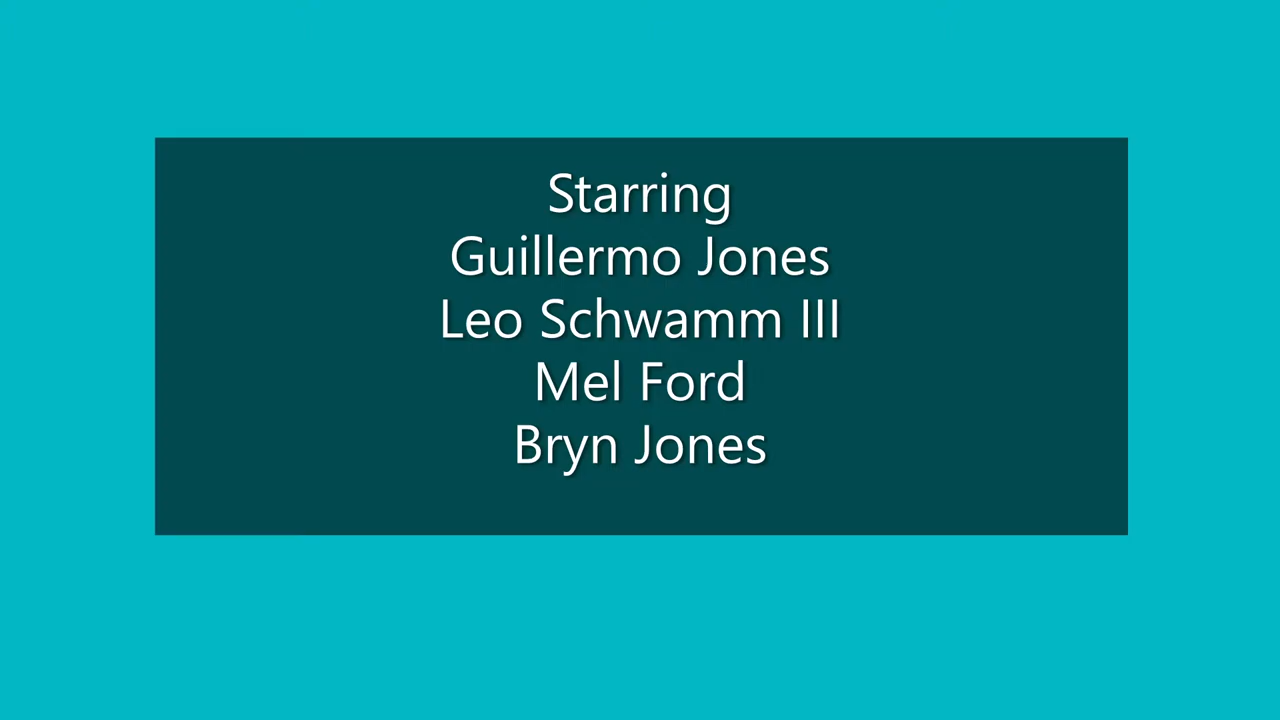 Starring
Guillermo Jones
Leo Schwamm III
Mel Ford
Bryn Jones